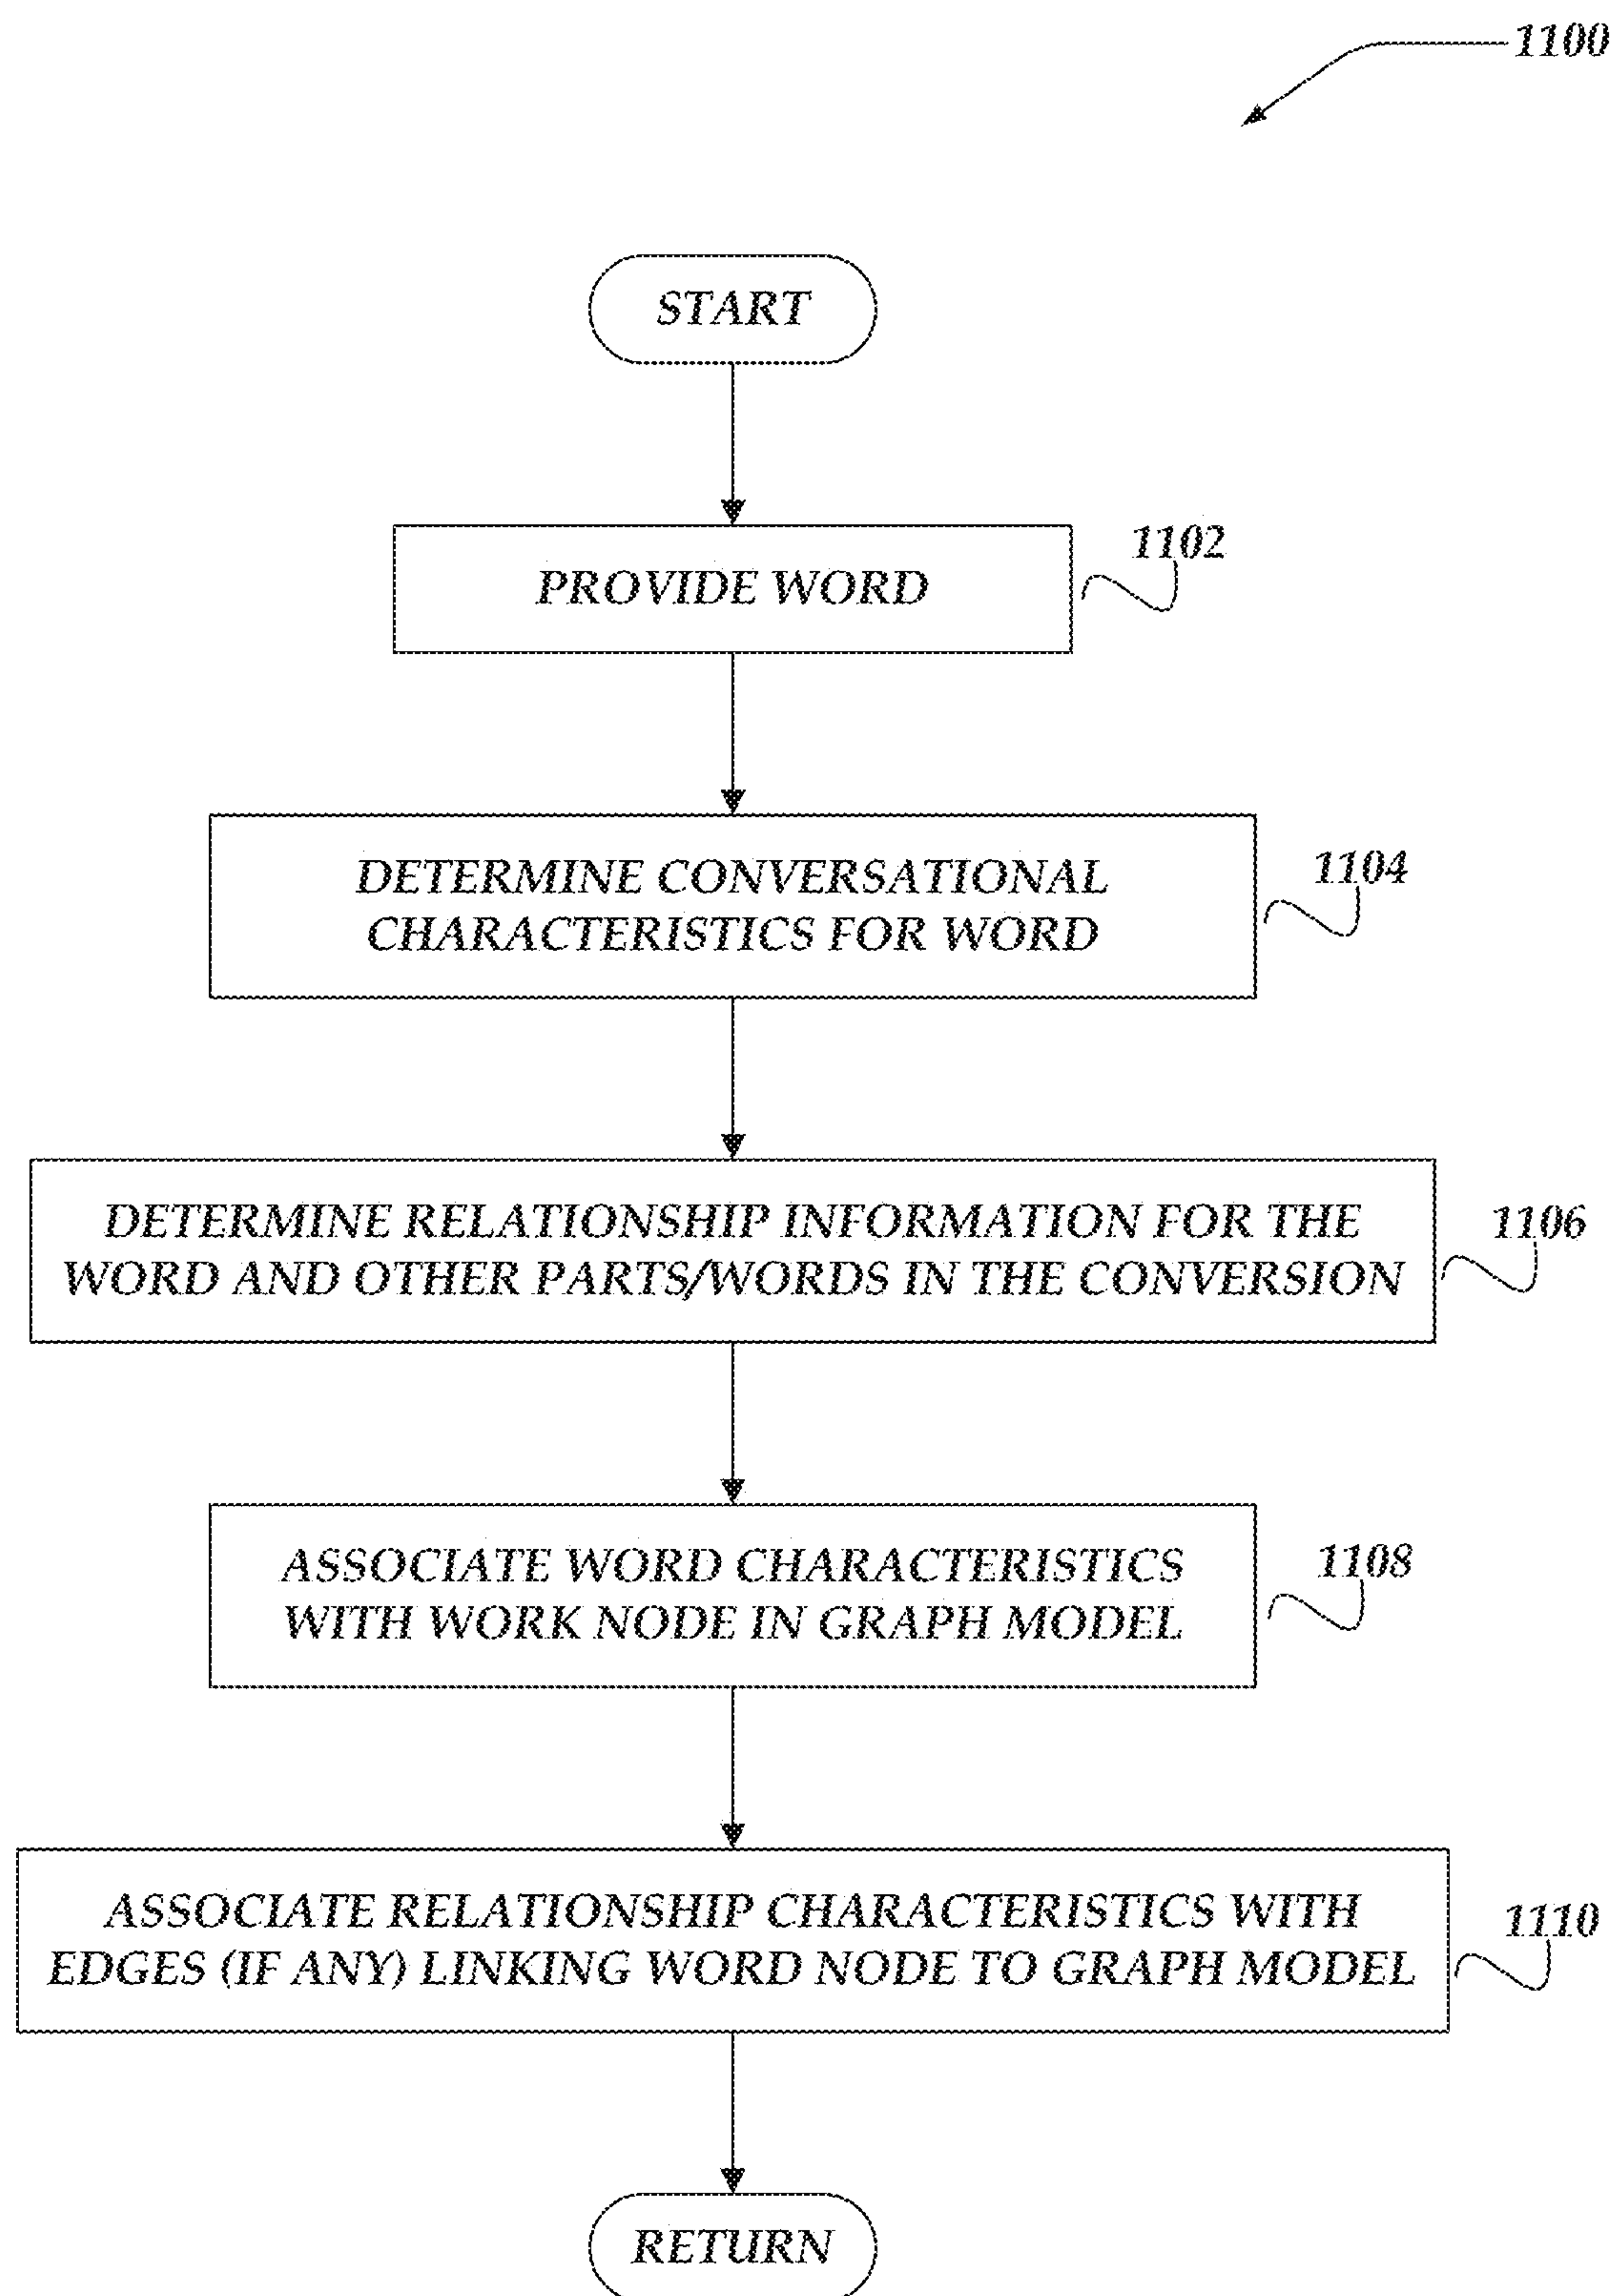 1100
START
PROVIDE WORD
1102
DETERMINE CONVERSATIONAL
CHARACTERISTICS FOR WORD
1104
DETERMINE RELATIONSHIP INFORMATION FOR THE
WORD AND OTHER PARTS/WORDS IN THE CONVERSION
1106
ASSOCIATE WORD CHARACTERISTICS
WITH WORK NODE IN GRAPH MODEL
1108
ASSOCIATE RELATIONSHIP CHARACTERISTICS WITH
EDGES (IF ANY) LINKING WORD NODE TO GRAPH MODEL
1110
RETURN